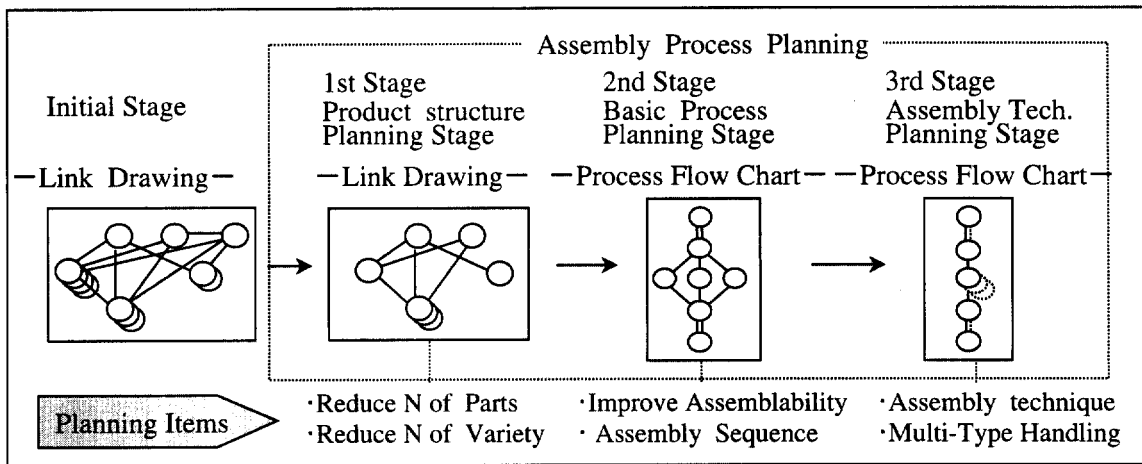 Assembly Process Planning
Initial Stage
1st Stage
Product structure
Planning Stage
2nd Stage
Basic Process
Planning Stage
3rd Stage
Assembly Tech.
Planning Stage
—Link Drawing—
—Link Drawing—
—Process Flow Chart—
—Process Flow Chart—
Planning Items
·Reduce N of Parts
·Reduce N of Variety
·Improve Assemblability
· Assembly Sequence
·Assembly technique
·Multi-Type Handling